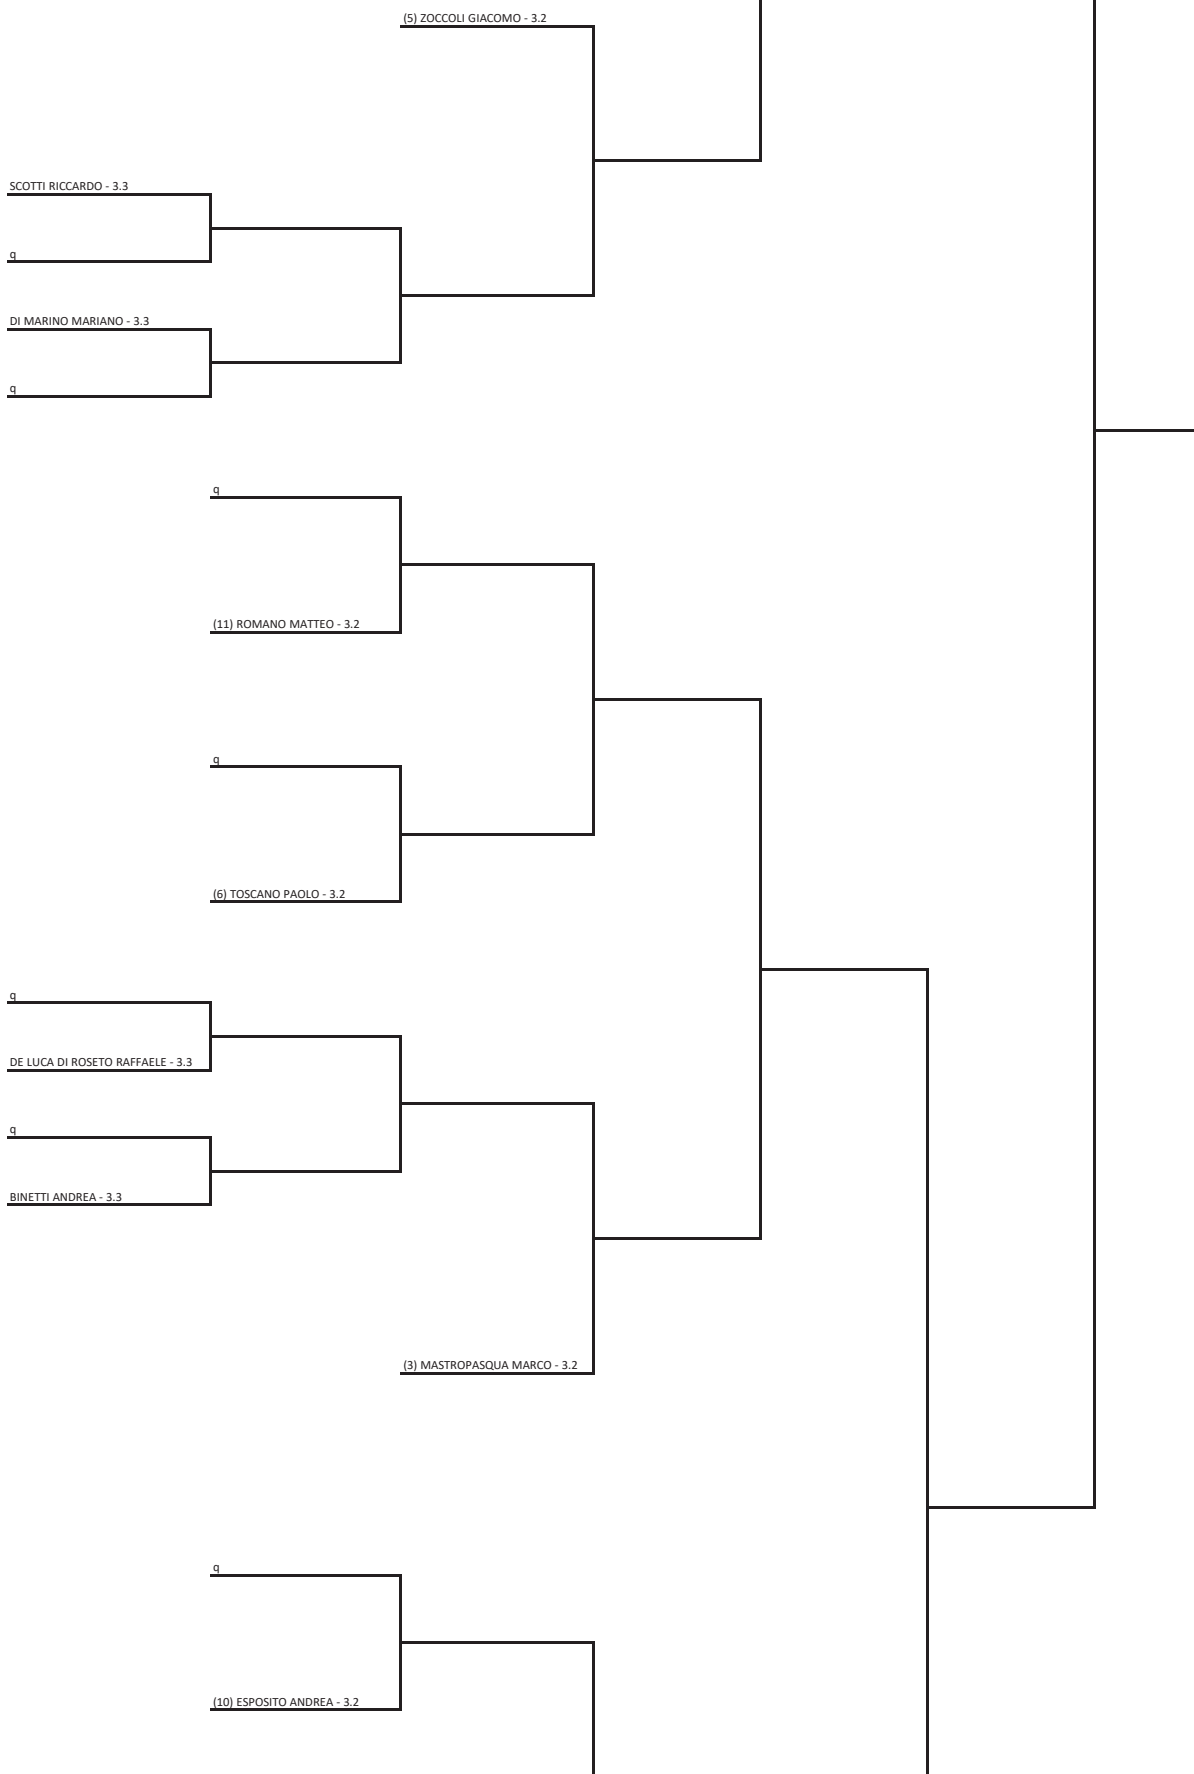 (5) ZOCCOLI GIACOMO - 3.2
SCOTTI RICCARDO - 3.3
q
DI MARINO MARIANO - 3.3
q
q
(11) ROMANO MATTEO - 3.2
q
(6) TOSCANO PAOLO - 3.2
q
DE LUCA DI ROSETO RAFFAELE - 3.3
q
BINETTI ANDREA - 3.3
(3) MASTROPASQUA MARCO - 3.2
q
(10) ESPOSITO ANDREA - 3.2